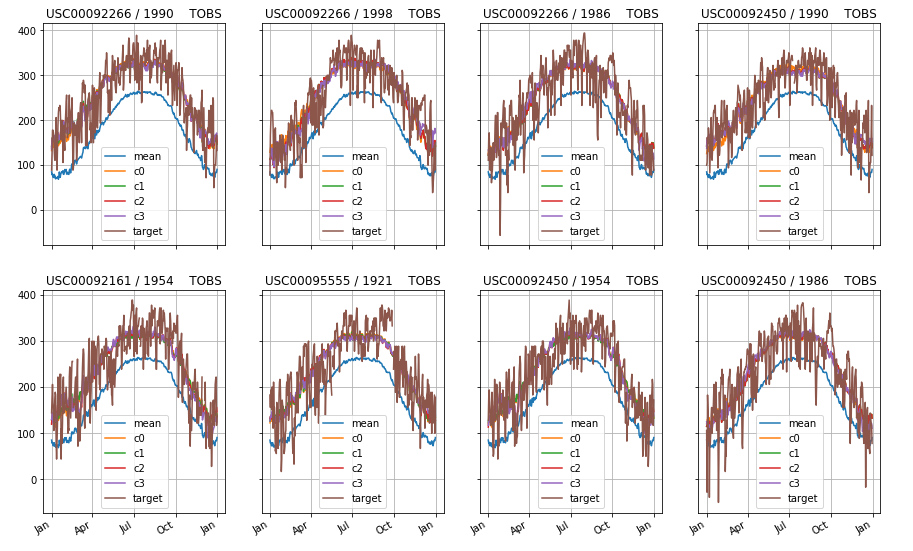 USC00092266 / 1990 TOBS
USC00092266 / 1998 TOBS
USC00092266 / 1986 TOBS
USC00092450 / 1990 TOBS
400
300
200
100
0
mean
c0
c1
c2
c3
target
mean
c0
c1
c2
c3
target
mean
c0
c1
c2
c3
target
mean
c0
c1
c2
c3
target
USC00092161 / 1954 TOBS
USC00095555 / 1921 TOBS
USC00092450 / 1954 TOBS
USC00092450 / 1986 TOBS
400
300
200
100
0
mean
c0
c1
c2
c3
target
mean
c0
c1
c2
c3
target
mean
c0
c1
c2
c3
target
mean
c0
c1
c2
c3
target
Jan Apr Jul Oct Jan
Jan Apr Jul Oct Jan
Jan Apr Jul Oct Jan
Jan Apr Jul Oct Jan